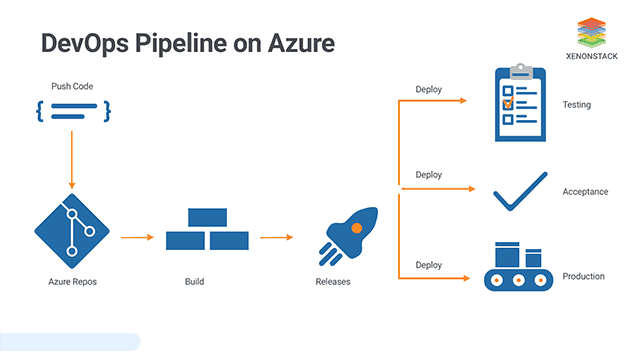 DevOps Pipeline on Azure
XENONSTACK
Push Code
Deploy
Testing
Deploy
Acceptance
Azure Repos
Build
Releases
Deploy
Production